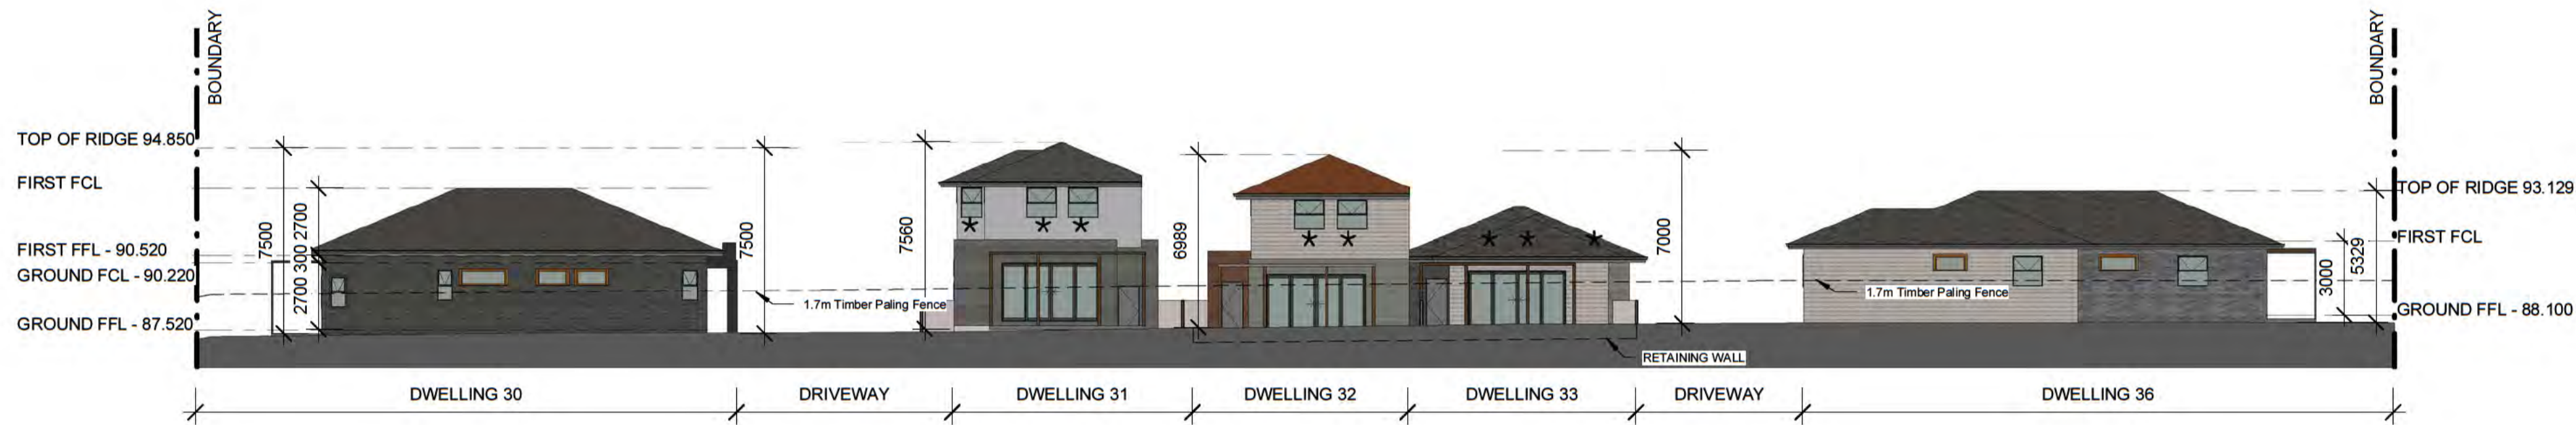 BOUNDARY
BOUNDARY
TOP OF RIDGE 94.850
FIRST FCL
FIRST FFL - 90.520
GROUND FCL - 90.220
GROUND FFL - 87.520
7500
2700
300
2700
7500
1.7m Timber Paling Fence
7560
6989
7000
RETAINING WALL
1.7m Timber Paling Fence
3000
5329
TOP OF RIDGE 93.129
FIRST FCL
GROUND FFL - 88.100
DWELLING 30
DRIVEWAY
DWELLING 31
DWELLING 32
DWELLING 33
DRIVEWAY
DWELLING 36